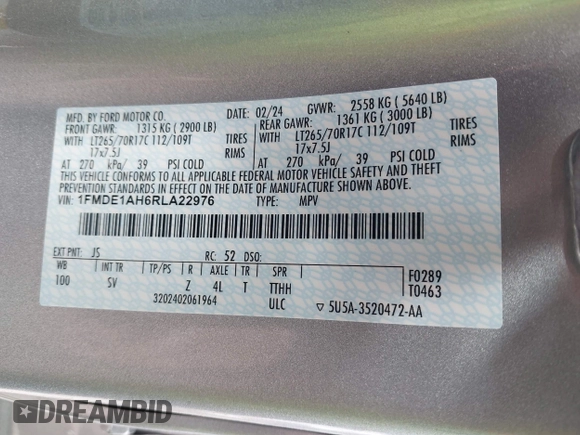 MFD. BY FORD MOTOR CO.
DATE: 02/24 GVWR: 2558 KG ( 5640 LB)
FRONT GAWR: 1315 KG ( 2900 LB) REAR GAWR: 1361 KG ( 3000 LB)
WITH LT265/70R17C 112/109T TIRES WITH LT265/70R17C 112/109T TIRES
17x7.5J RIMS 17x7.5J RIMS
AT 270 kPa/ 39 PSI COLD AT 270 kPa/ 39 PSI COLD
THIS VEHICLE CONFORMS TO ALL APPLICABLE FEDERAL MOTOR VEHICLE SAFETY AND THEFT
PREVENTION STANDARDS IN EFFECT ON THE DATE OF MANUFACTURE SHOWN ABOVE.
VIN: 1FMDE1AH6RLA22976 TYPE: MPV
EXT PNT: JS RC: 52 DSO:
WB INT TR TP/PS R AXLE TR SPR F0289
100 SV Z 4L T TTHH T0463
3202402061964 ULC ▽ 5U5A-3520472-AA
DREAMBID